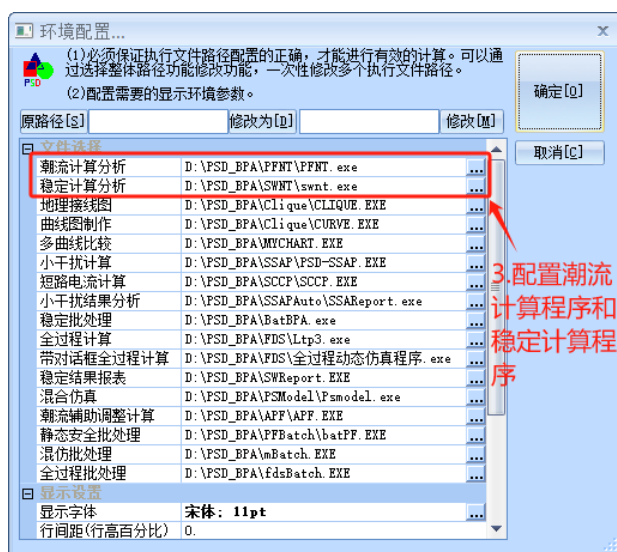 环境配置...
(1)必须保证执行文件路径配置的正确，才能进行有效的计算。可以通
过选择整体路径功能修改功能，一次性修改多个执行文件路径。
(2)配置需要的显示环境参数。
PSD
确定[O]
取消[C]
原路径[S] 修改为[D] 修改[M]
文件选择
潮流计算分析 D:\PSD_BPA\PFNT\PFNT.exe ...
稳定计算分析 D:\PSD_BPA\SWNT\swnt.exe ...
地理接线图 D:\PSD_BPA\Clique\CLIQUE.EXE ...
曲线图制作 D:\PSD_BPA\Clique\CURVE.EXE ...
多曲线比较 D:\PSD_BPA\MYCHART.EXE ...
小干扰计算 D:\PSD_BPA\SSAP\PSD-SSAP.EXE ...
短路电流计算 D:\PSD_BPA\SCCP\SCCP.EXE ...
小干扰结果分析 D:\PSD_BPA\SSAPAuto\SSAReport.exe ...
稳定批处理 D:\PSD_BPA\BatBPA.exe ...
全过程计算 D:\PSD_BPA\FDS\Ltp3.exe ...
带对话框全过程计算 D:\PSD_BPA\FDS\全过程动态仿真程序.exe ...
稳定结果报表 D:\PSD_BPA\SWReport.EXE ...
混合仿真 D:\PSD_BPA\PSModel\Psmodel.exe ...
潮流辅助调整计算 D:\PSD_BPA\APF\APF.EXE ...
静态安全批处理 D:\PSD_BPA\PFBatch\batPF.EXE ...
混仿批处理 D:\PSD_BPA\mBatch.EXE ...
全过程批处理 D:\PSD_BPA\fdsBatch.EXE ...
显示设置
显示字体 宋体: 11pt ...
行间距(行高百分比) 0.
3.配置潮流
计算程序和
稳定计算程
序